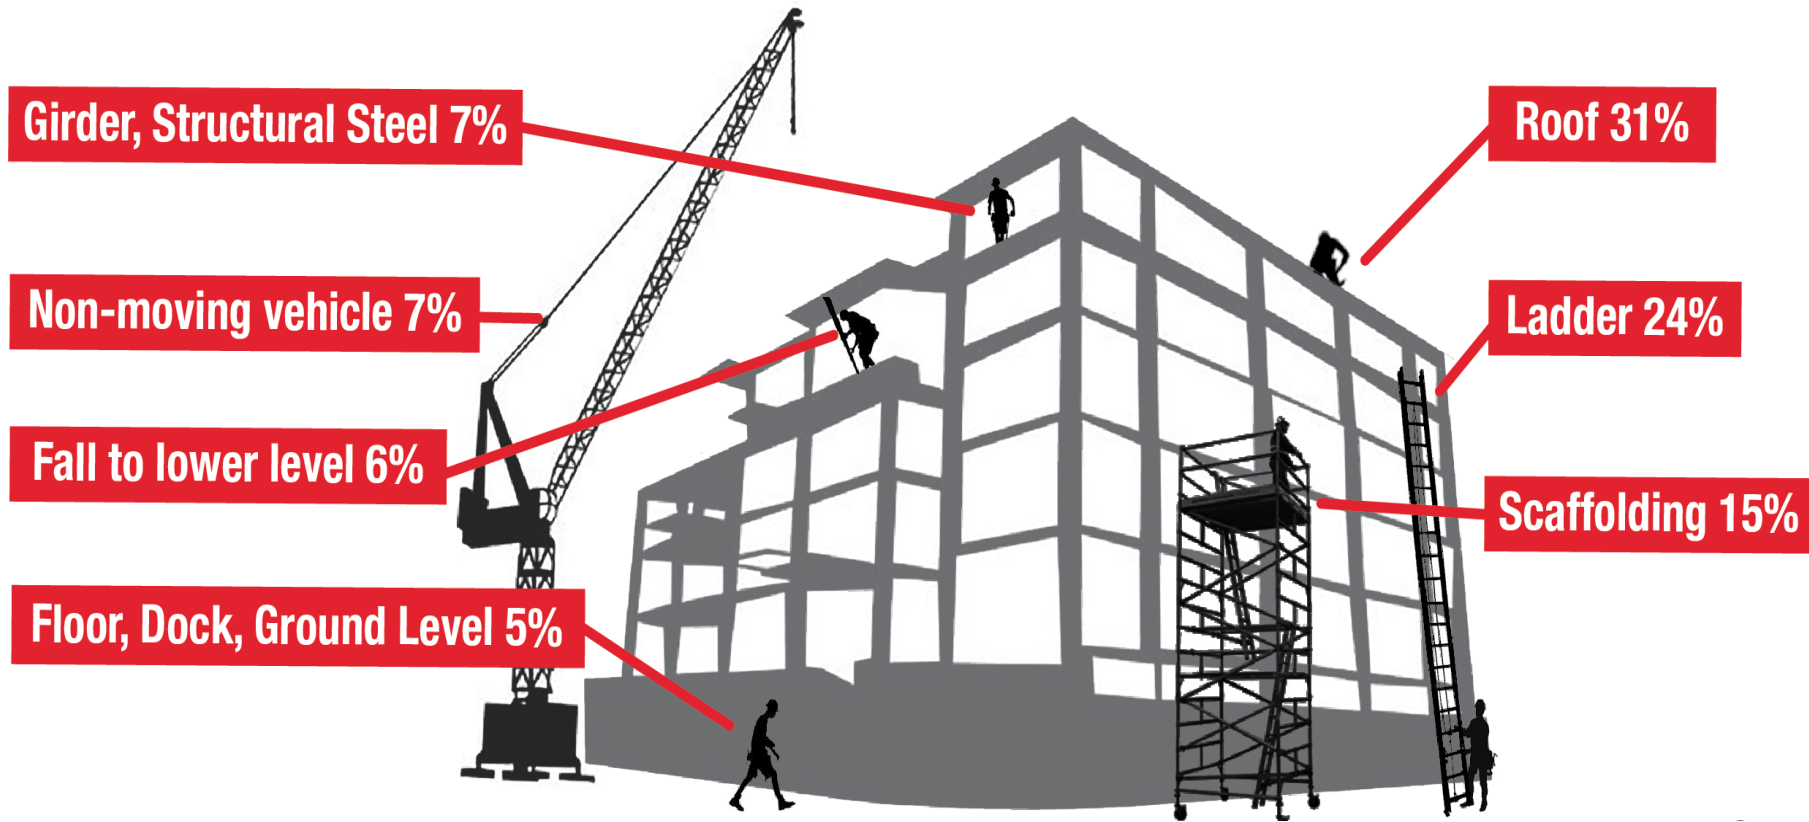 Girder, Structural Steel 7%
Roof 31%
Non-moving vehicle 7%
Ladder 24%
Fall to lower level 6%
Scaffolding 15%
Floor, Dock, Ground Level 5%